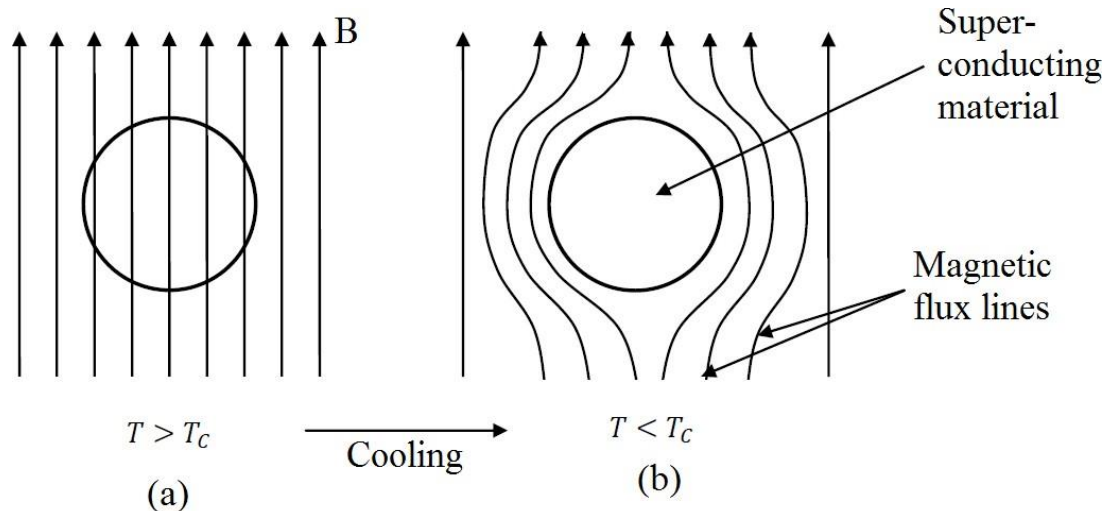 B
Super-
conducting
material
Magnetic
flux lines
T > T_C
Cooling
T < T_C
(a)
(b)